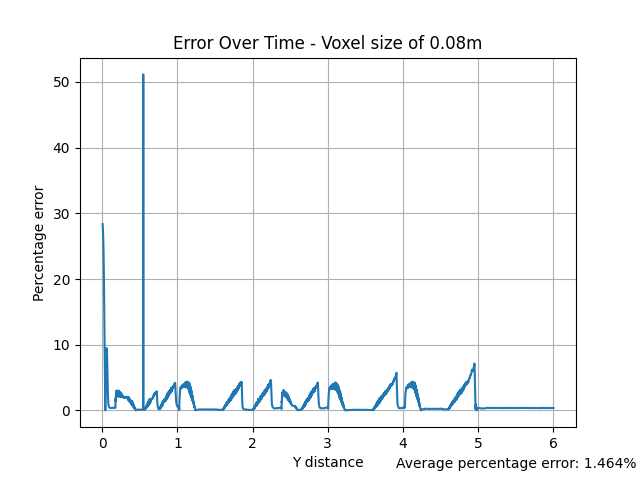 Error Over Time - Voxel size of 0.08m
Percentage error
50
40
30
20
10
0
0 1 2 3 4 5 6
Y distance
Average percentage error: 1.464%